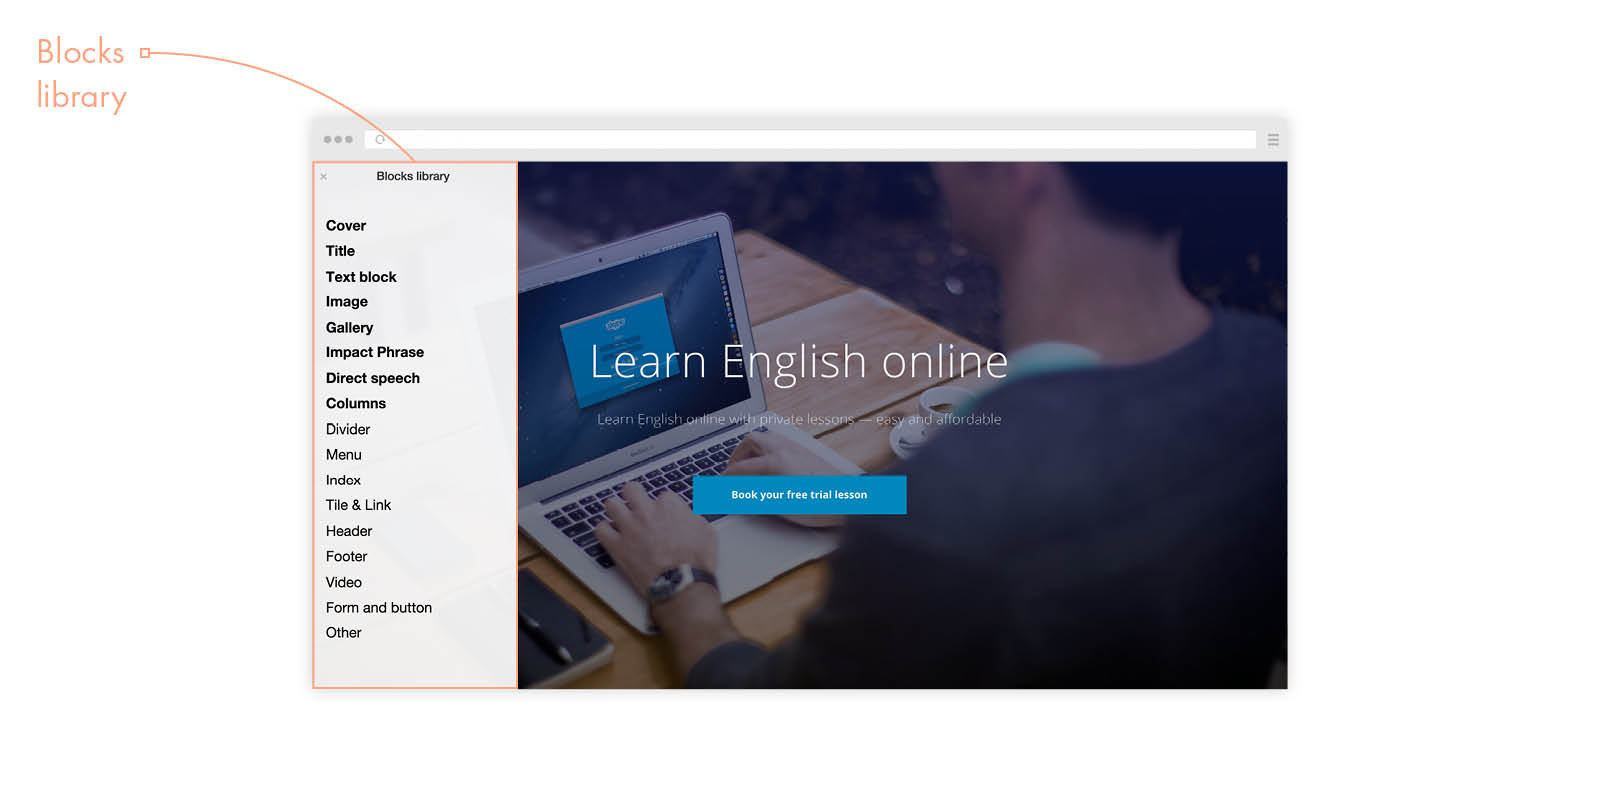 Blocks
library
Blocks library
Cover
Title
Text block
Image
Gallery
Impact Phrase
Direct speech
Columns
Divider
Menu
Index
Tile & Link
Header
Footer
Video
Form and button
Other
skype
Learn English online
Learn English online with private lessons — easy and affordable
Book your free trial lesson